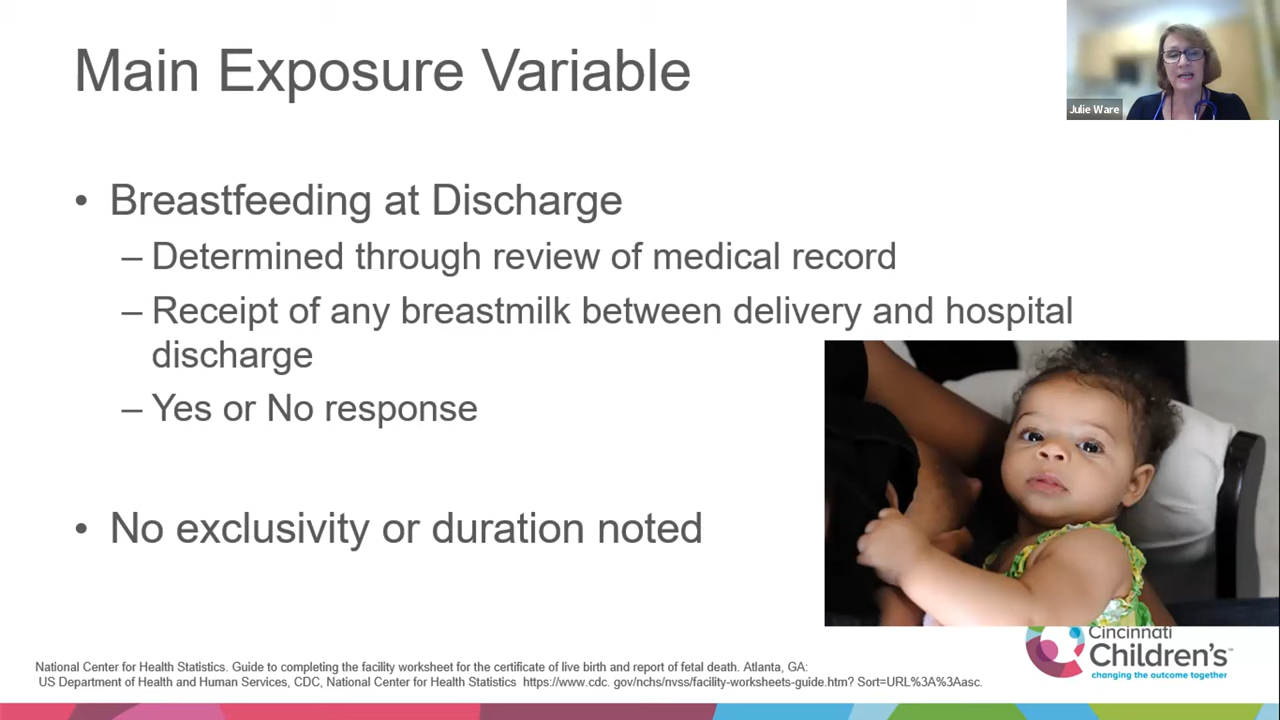 Main Exposure Variable
Julie Ware
• Breastfeeding at Discharge
– Determined through review of medical record
– Receipt of any breastmilk between delivery and hospital
discharge
– Yes or No response
• No exclusivity or duration noted
Cincinnati
Children's™
changing the outcome together
National Center for Health Statistics. Guide to completing the facility worksheet for the certificate of live birth and report of fetal death. Atlanta, GA:
US Department of Health and Human Services, CDC, National Center for Health Statistics https://www.cdc. gov/nchs/nvss/facility-worksheets-guide.htm? Sort=URL%3A%3Aasc.